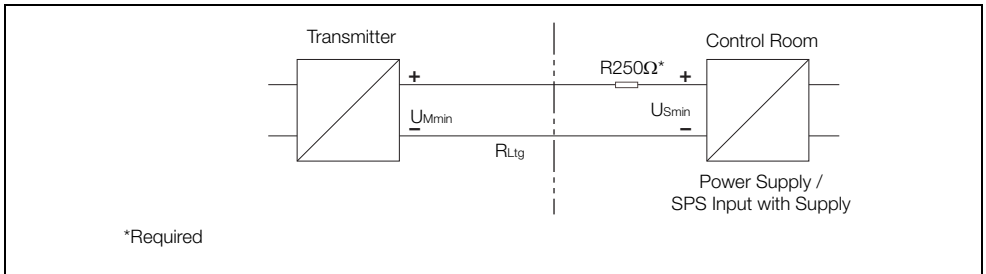 Transmitter
Control Room
R250Ω*
+
+
UMmin
USmin
−
−
RLtg
Power Supply /
SPS Input with Supply
*Required